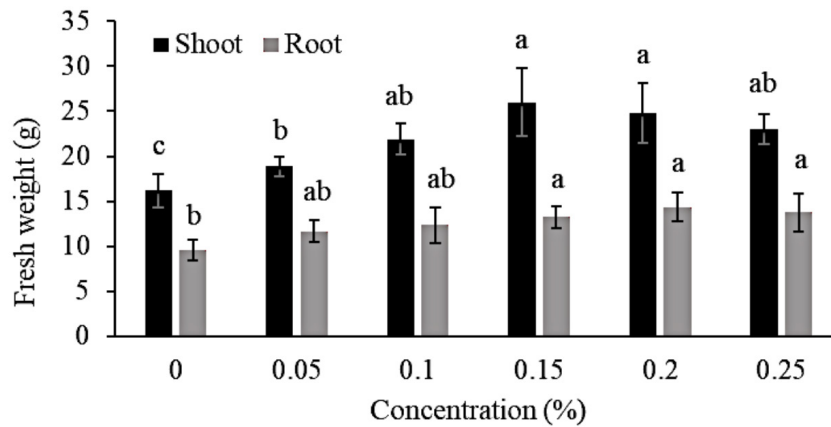 35
30
25
20
15
10
5
0
Fresh weight (g)
Shoot Root
c
b
b
ab
ab
ab
a
a
a
a
ab
a
0 0.05 0.1 0.15 0.2 0.25
Concentration (%)